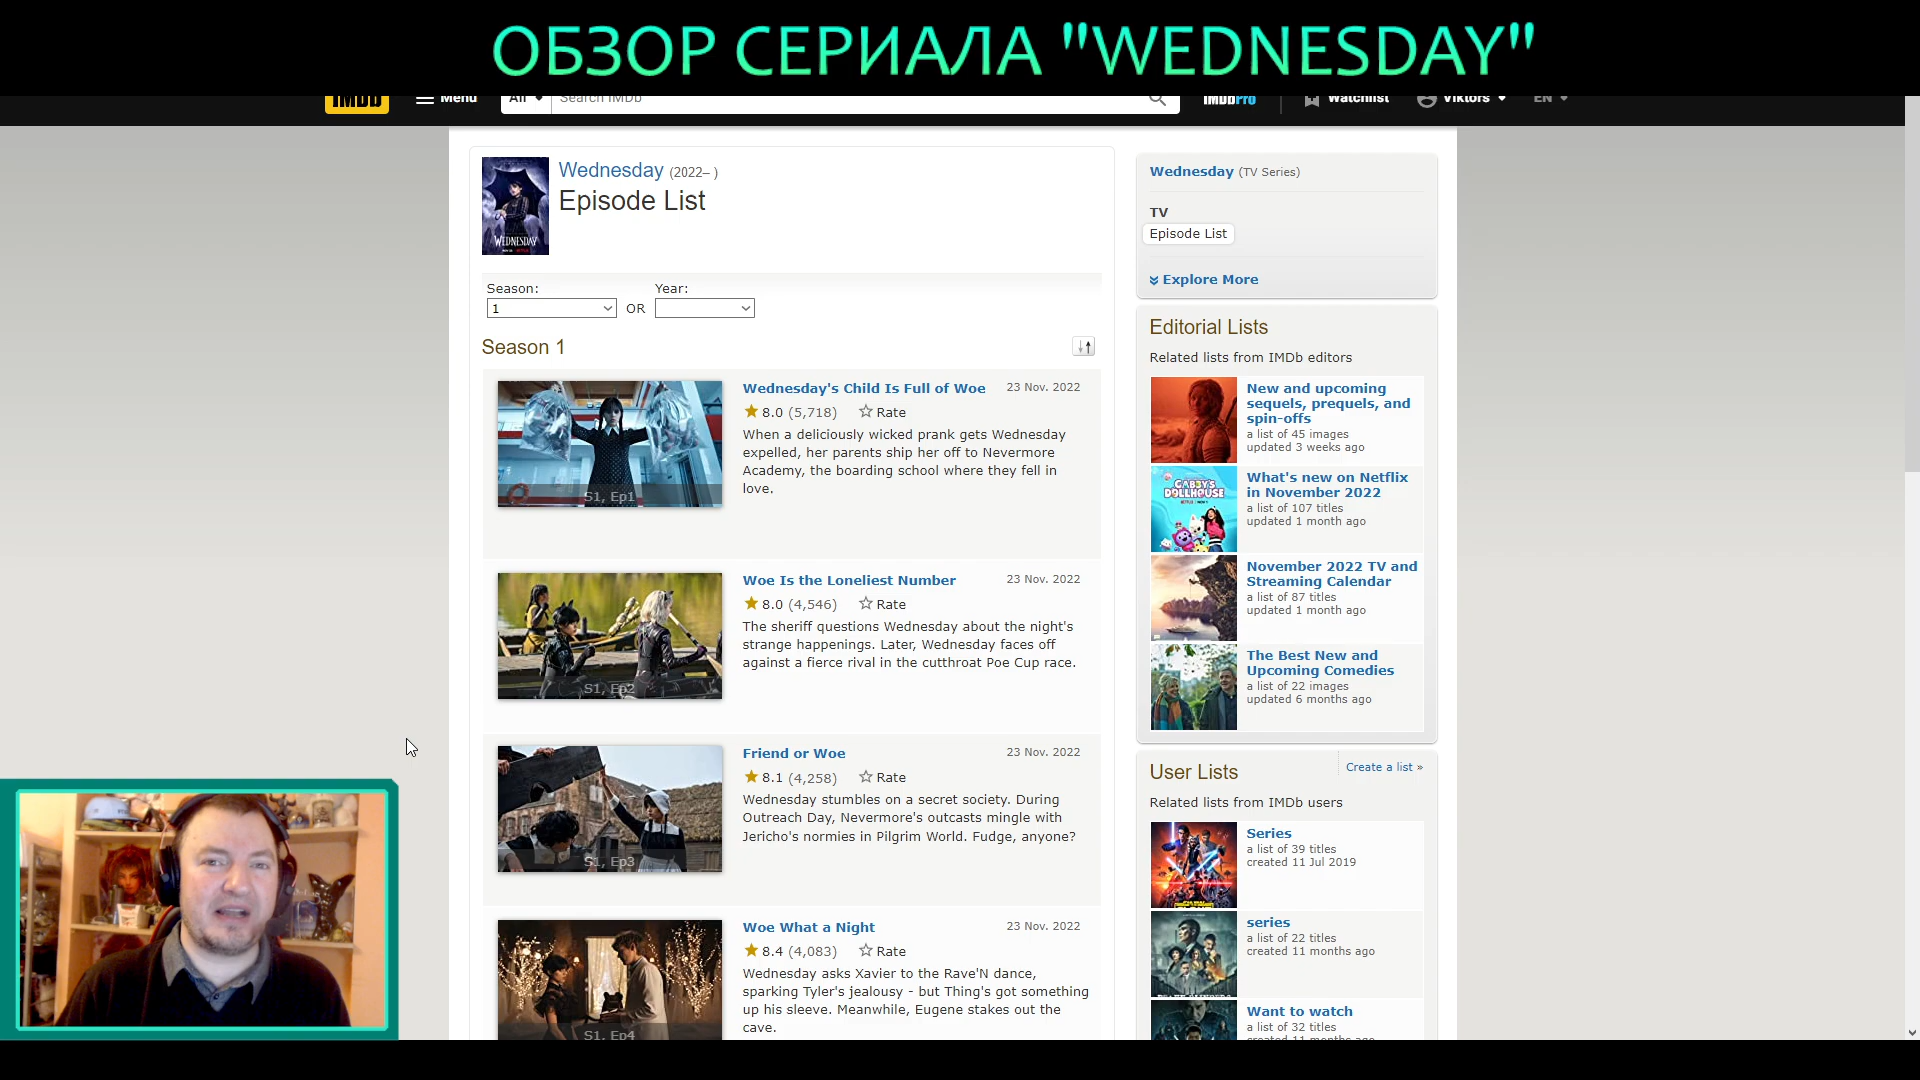 ОБЗОР СЕРИАЛА "WEDNESDAY"
IMDb
Menu
All
Search IMDb
IMDbPro
Watchlist
Viktors
EN
Wednesday (2022– )
Episode List
WEDNESDAY
Season:
Year:
1
OR
Season 1
Wednesday's Child Is Full of Woe
23 Nov. 2022
8.0 (5,718)
Rate
When a deliciously wicked prank gets Wednesday
expelled, her parents ship her off to Nevermore
Academy, the boarding school where they fell in
love.
S1, Ep1
Woe Is the Loneliest Number
23 Nov. 2022
8.0 (4,546)
Rate
The sheriff questions Wednesday about the night's
strange happenings. Later, Wednesday faces off
against a fierce rival in the cutthroat Poe Cup race.
S1, Ep2
Friend or Woe
23 Nov. 2022
8.1 (4,258)
Rate
Wednesday stumbles on a secret society. During
Outreach Day, Nevermore's outcasts mingle with
Jericho's normies in Pilgrim World. Fudge, anyone?
S1, Ep3
Woe What a Night
23 Nov. 2022
8.4 (4,083)
Rate
Wednesday asks Xavier to the Rave'N dance,
sparking Tyler's jealousy - but Thing's got something
up his sleeve. Meanwhile, Eugene stakes out the
cave.
S1, Ep4
Wednesday (TV Series)
TV
Episode List
Explore More
Editorial Lists
Related lists from IMDb editors
New and upcoming
sequels, prequels, and
spin-offs
a list of 45 images
updated 3 weeks ago
GABBY'S
DOLLHOUSE
What's new on Netflix
in November 2022
a list of 107 titles
updated 1 month ago
November 2022 TV and
Streaming Calendar
a list of 87 titles
updated 1 month ago
The Best New and
Upcoming Comedies
a list of 22 images
updated 6 months ago
User Lists
Create a list »
Related lists from IMDb users
Series
a list of 39 titles
created 11 Jul 2019
series
a list of 22 titles
created 11 months ago
Want to watch
a list of 32 titles
created 11 months ago